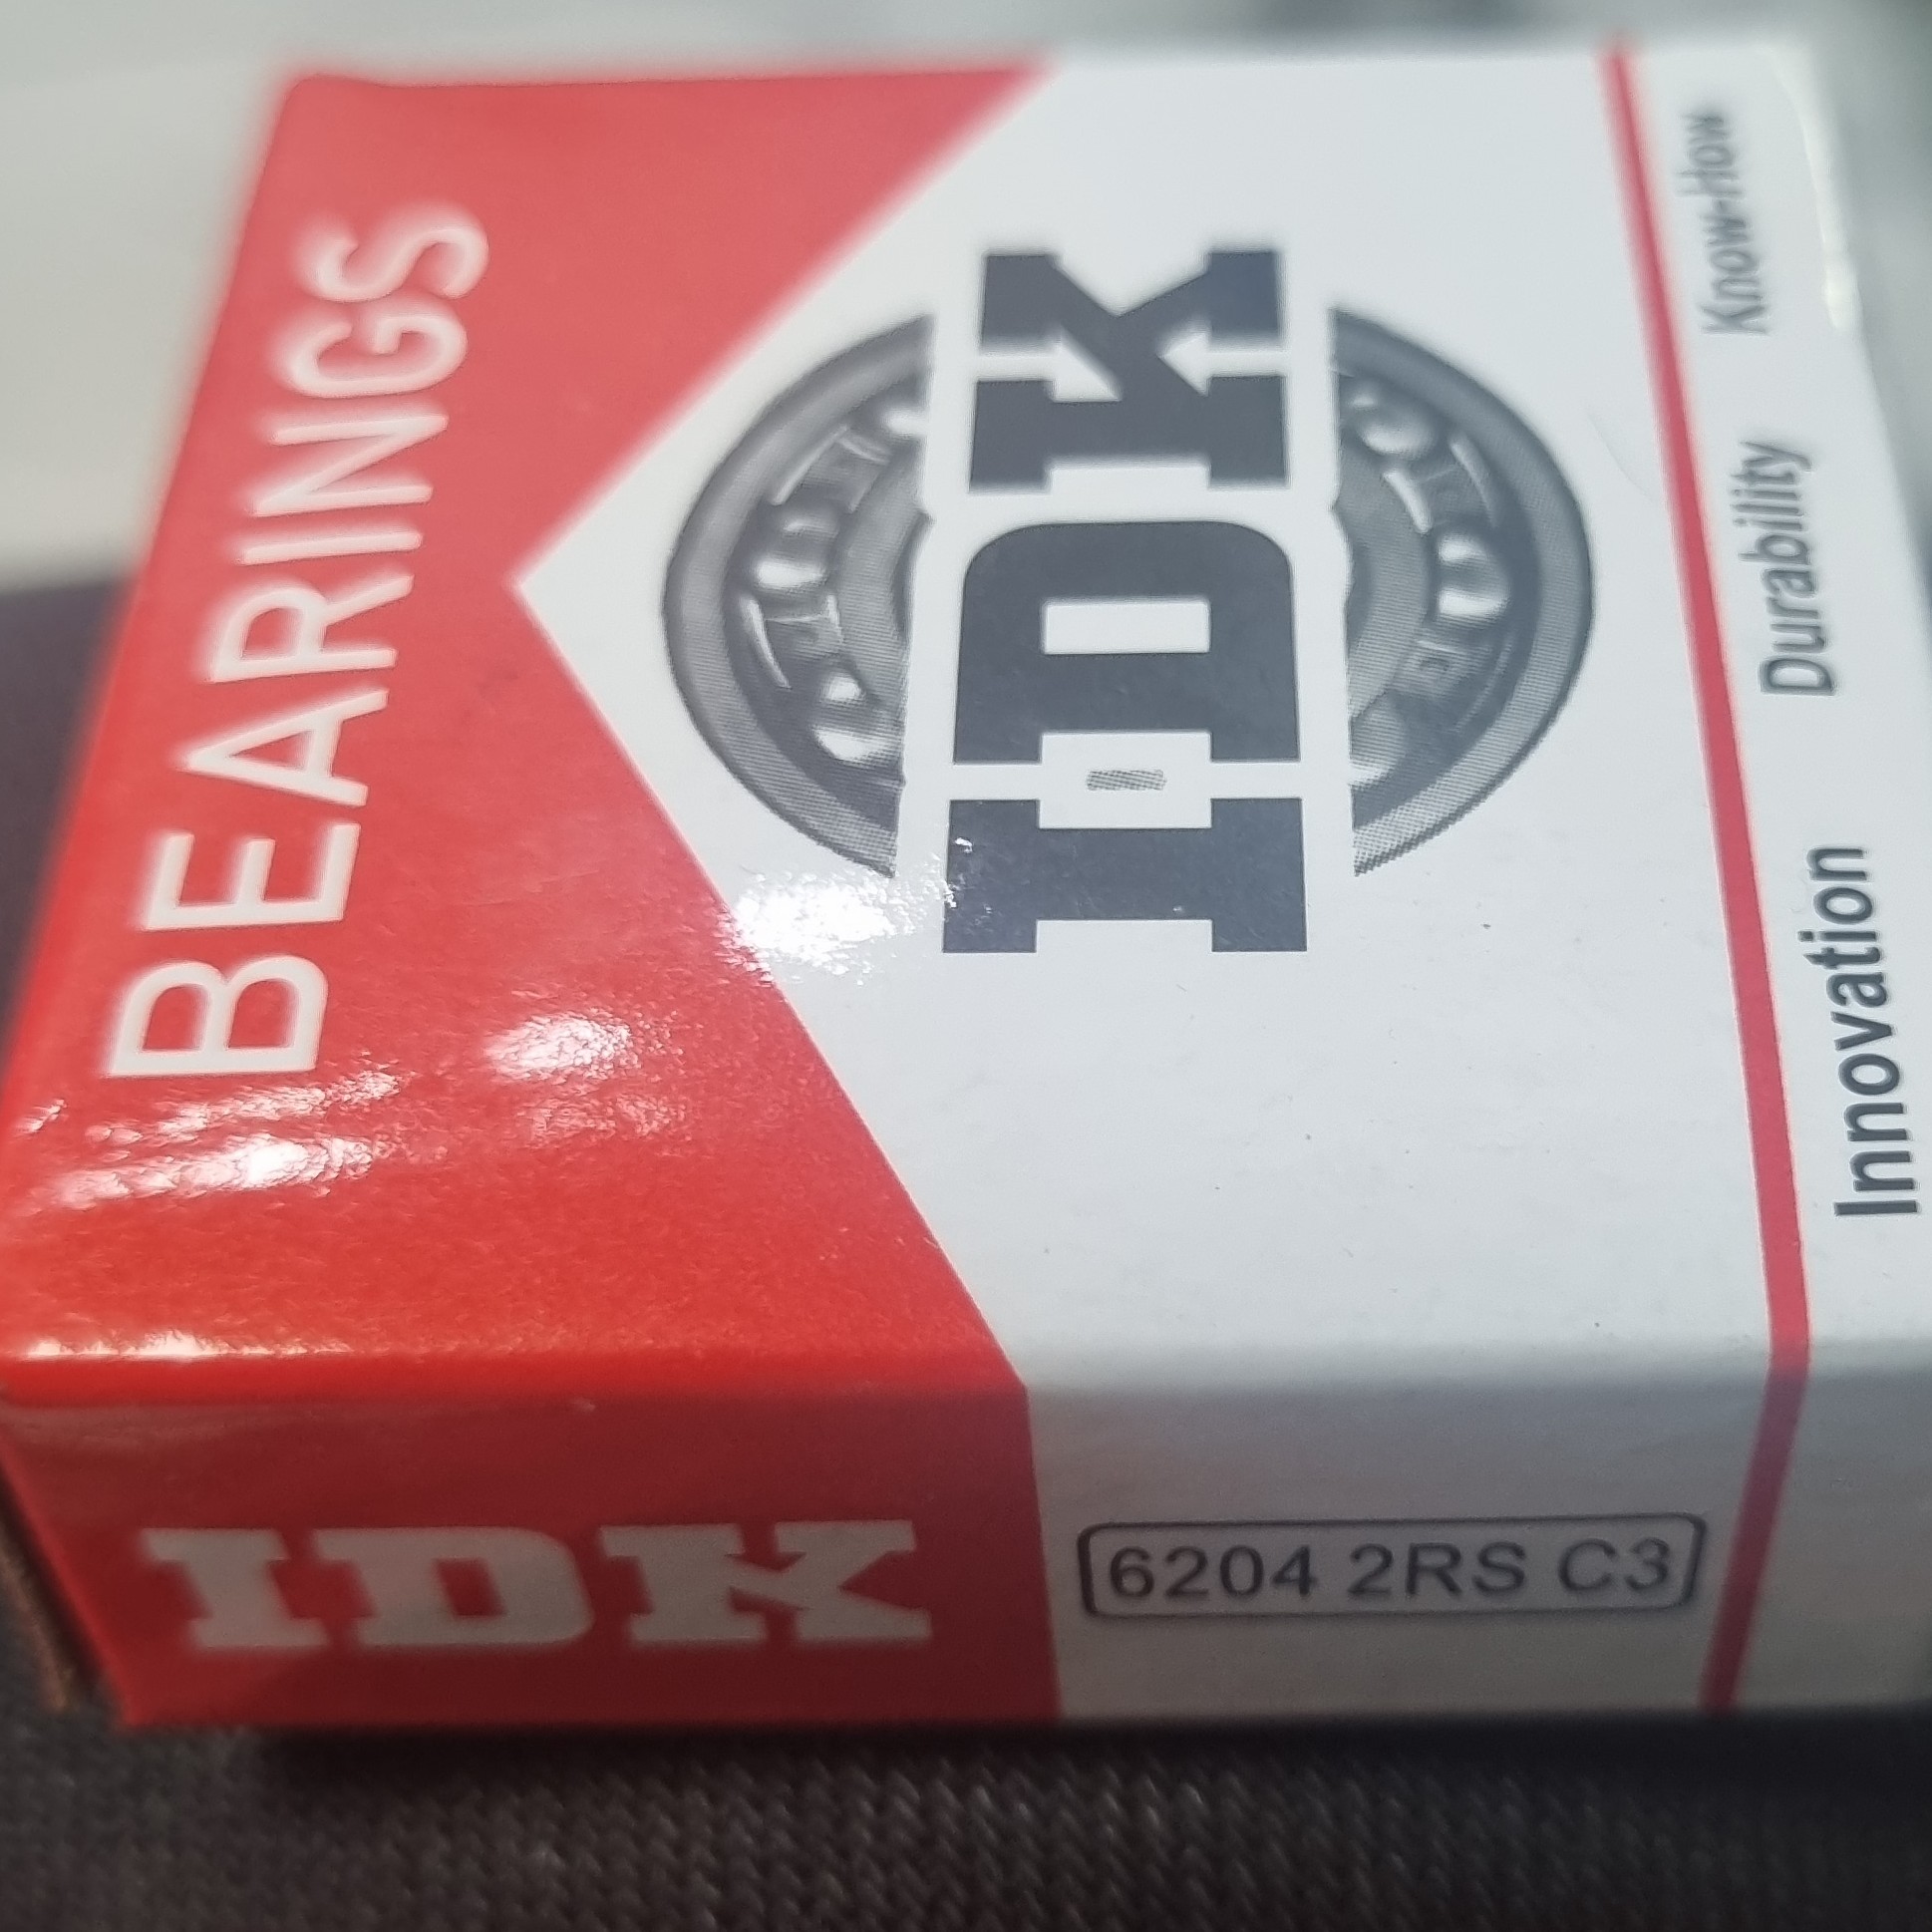 BEARINGS
IDK
Innovation Durability Know-How
IDK
6204 2RS C3